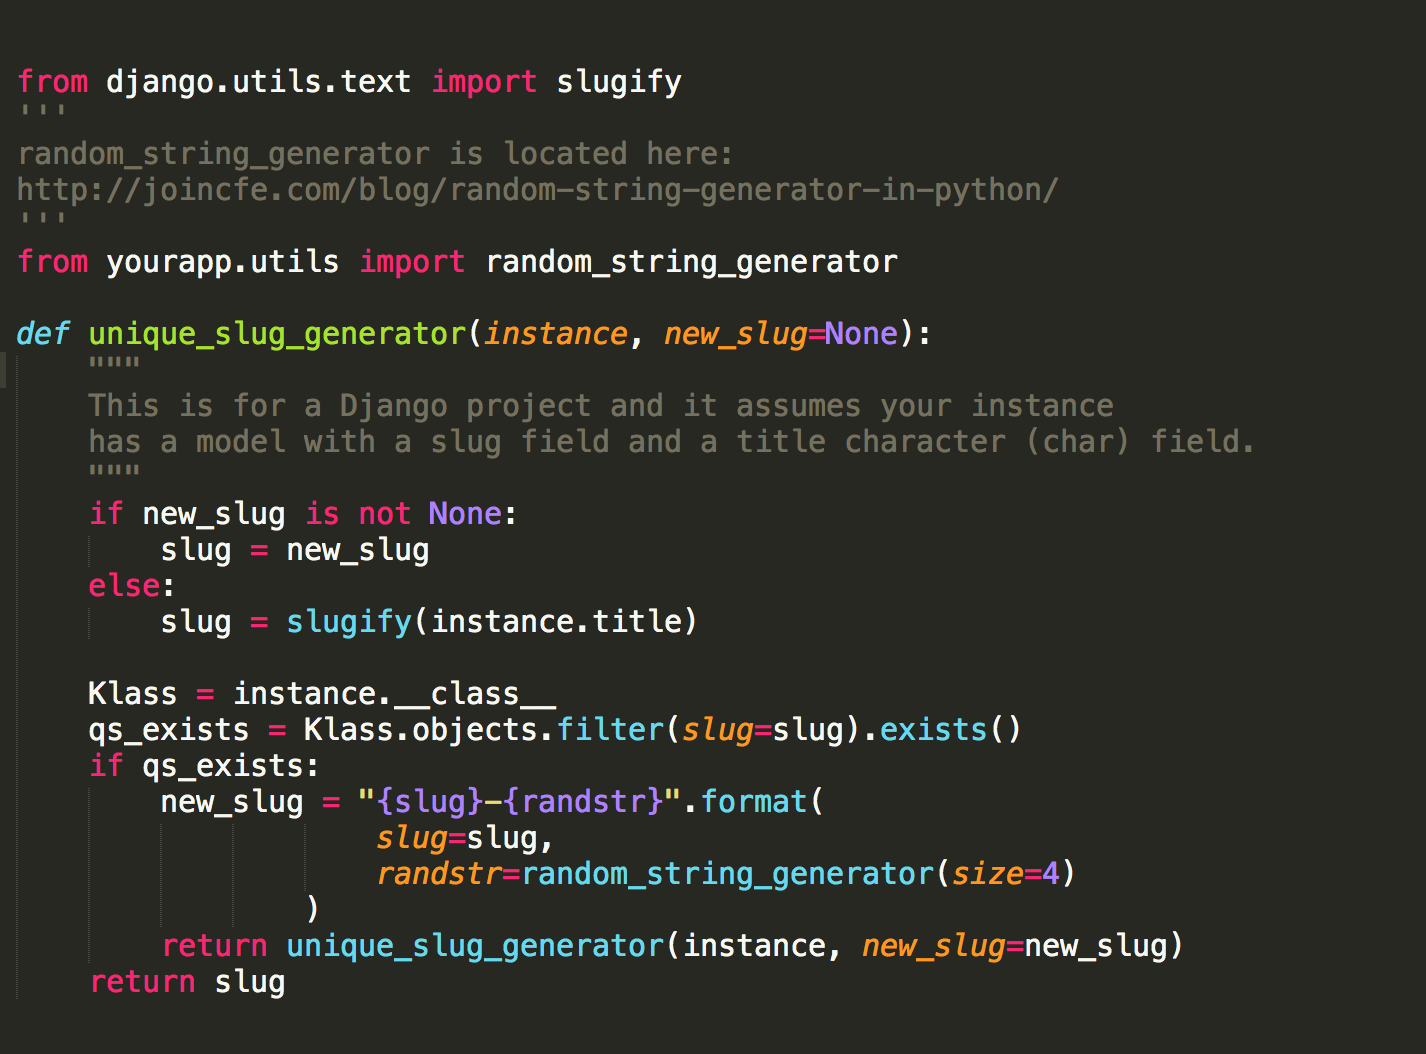 from django.utils.text import slugify
'''
random_string_generator is located here:
http://joincfe.com/blog/random-string-generator-in-python/
'''
from yourapp.utils import random_string_generator
def unique_slug_generator(instance, new_slug=None):
"""
This is for a Django project and it assumes your instance
has a model with a slug field and a title character (char) field.
"""
if new_slug is not None:
slug = new_slug
else:
slug = slugify(instance.title)
Klass = instance.__class__
qs_exists = Klass.objects.filter(slug=slug).exists()
if qs_exists:
new_slug = "{slug}-{randstr}".format(
slug=slug,
randstr=random_string_generator(size=4)
)
return unique_slug_generator(instance, new_slug=new_slug)
return slug